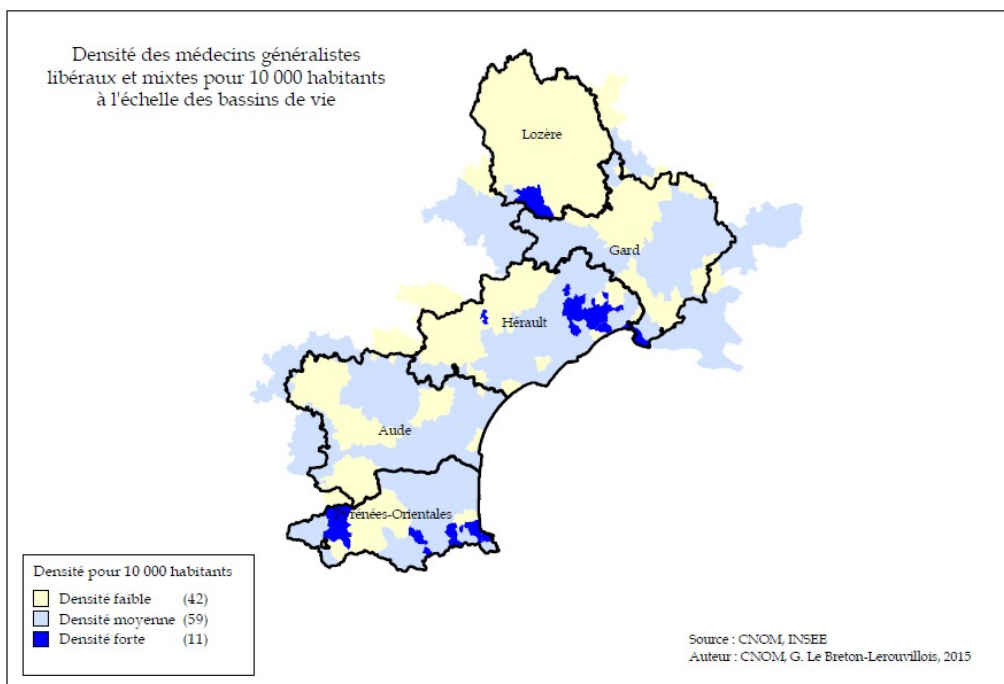 Densité des médecins généralistes
libéraux et mixtes pour 10 000 habitants
à l'échelle des bassins de vie
Lozère
Gard
Hérault
Aude
Pyrénées-Orientales
Densité pour 10 000 habitants
Densité faible (42)
Densité moyenne (59)
Densité forte (11)
Source : CNOM, INSEE
Auteur : CNOM, G. Le Breton-Lerouvillois, 2015